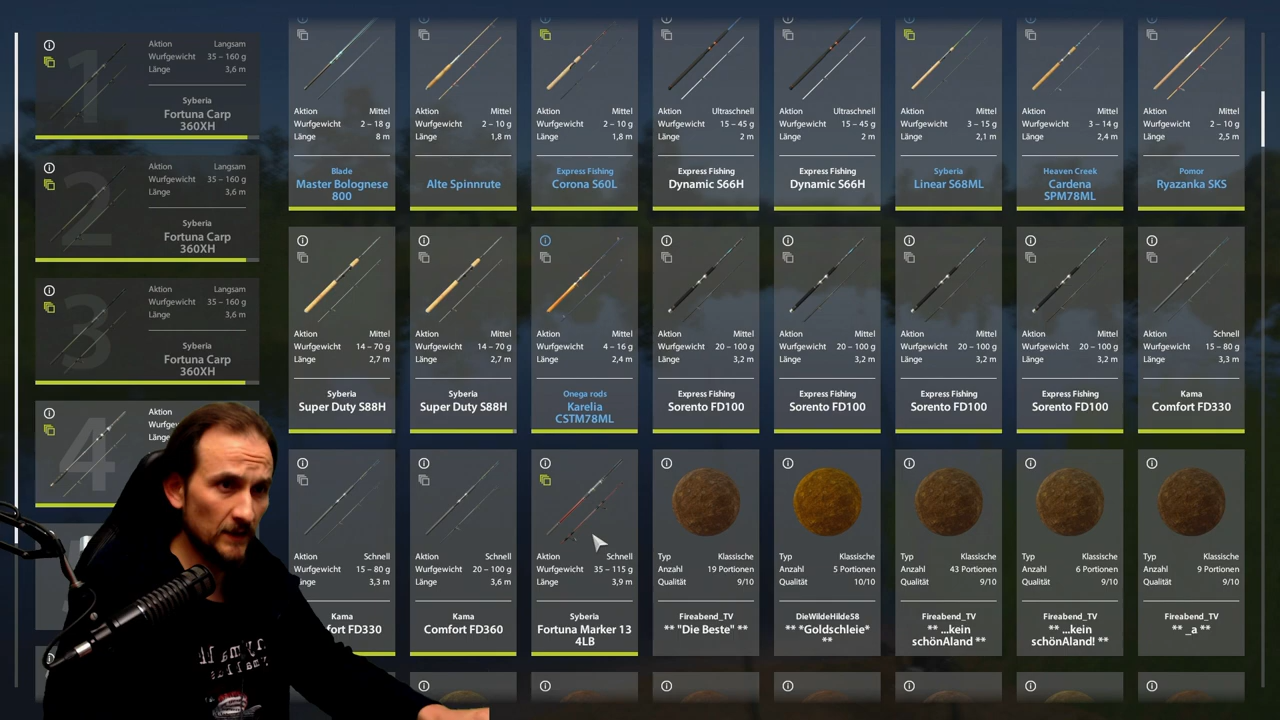 1
Aktion Langsam
Wurfgewicht 35 – 160 g
Länge 3,6 m
Syberia
Fortuna Carp
360XH
2
Aktion Langsam
Wurfgewicht 35 – 160 g
Länge 3,6 m
Syberia
Fortuna Carp
360XH
3
Aktion Langsam
Wurfgewicht 35 – 160 g
Länge 3,6 m
Syberia
Fortuna Carp
360XH
4
Aktion
Länge
Aktion Mittel
Wurfgewicht 2 – 18 g
Länge 8 m
Blade
Master Bolognese
800
Aktion Mittel
Wurfgewicht 2 – 10 g
Länge 1,8 m
Alte Spinnrute
Aktion Mittel
Wurfgewicht 2 – 10 g
Länge 1,8 m
Express Fishing
Corona S60L
Aktion Ultraschnell
Wurfgewicht 15 – 45 g
Länge 2 m
Express Fishing
Dynamic S66H
Aktion Ultraschnell
Wurfgewicht 15 – 45 g
Länge 2 m
Express Fishing
Dynamic S66H
Aktion Mittel
Wurfgewicht 3 – 15 g
Länge 2,1 m
Syberia
Linear S68ML
Aktion Mittel
Wurfgewicht 3 – 14 g
Länge 2,4 m
Heaven Creek
Cardena
SPM78ML
Aktion Mittel
Wurfgewicht 2 – 10 g
Länge 2,5 m
Pomor
Ryazanka SKS
Aktion Mittel
Wurfgewicht 14 – 70 g
Länge 2,7 m
Syberia
Super Duty S88H
Aktion Mittel
Wurfgewicht 14 – 70 g
Länge 2,7 m
Syberia
Super Duty S88H
Aktion Mittel
Wurfgewicht 4 – 16 g
Länge 2,4 m
Onega rods
Karelia
CSTM78ML
Aktion Mittel
Wurfgewicht 20 – 100 g
Länge 3,2 m
Express Fishing
Sorento FD100
Aktion Mittel
Wurfgewicht 20 – 100 g
Länge 3,2 m
Express Fishing
Sorento FD100
Aktion Mittel
Wurfgewicht 20 – 100 g
Länge 3,2 m
Express Fishing
Sorento FD100
Aktion Mittel
Wurfgewicht 20 – 100 g
Länge 3,2 m
Express Fishing
Sorento FD100
Aktion Schnell
Wurfgewicht 15 – 80 g
Länge 3,3 m
Kama
Comfort FD330
Aktion Schnell
Wurfgewicht 15 – 80 g
3,3 m
Kama
FD330
Aktion Schnell
Wurfgewicht 20 – 100 g
Länge 3,6 m
Kama
Comfort FD360
Aktion Schnell
Wurfgewicht 35 – 115 g
Länge 3,9 m
Syberia
Fortuna Marker 13
4LB
Typ Klassische
Anzahl 19 Portionen
Qualität 9/10
Fireabend_TV
** "Die Beste" **
Typ Klassische
Anzahl 5 Portionen
Qualität 10/10
DieWildeHilde58
** *Goldschleie*
**
Typ Klassische
Anzahl 43 Portionen
Qualität 9/10
Fireabend_TV
** ...kein
schönAland **
Typ Klassische
Anzahl 6 Portionen
Qualität 9/10
Fireabend_TV
** ...kein
schönAland! **
Typ Klassische
Anzahl 9 Portionen
Qualität 9/10
Fireabend_TV
** _a **